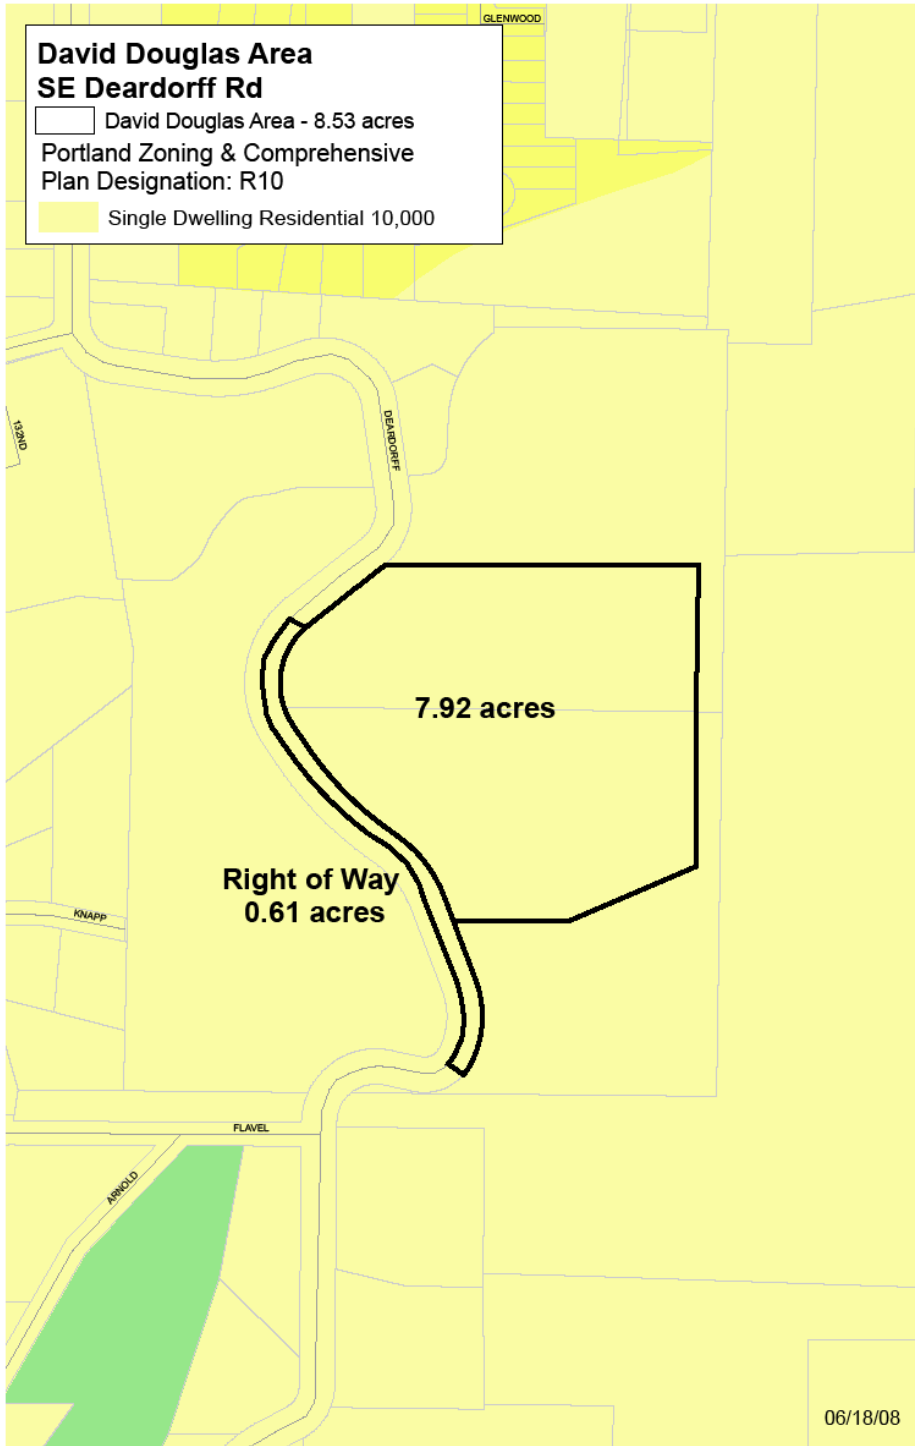 GLENWOOD
David Douglas Area
SE Deardorff Rd
David Douglas Area - 8.53 acres
Portland Zoning & Comprehensive
Plan Designation: R10
Single Dwelling Residential 10,000
132ND
DEARDORFF
7.92 acres
Right of Way
0.61 acres
KNAPP
FLAVEL
ARNOLD
06/18/08